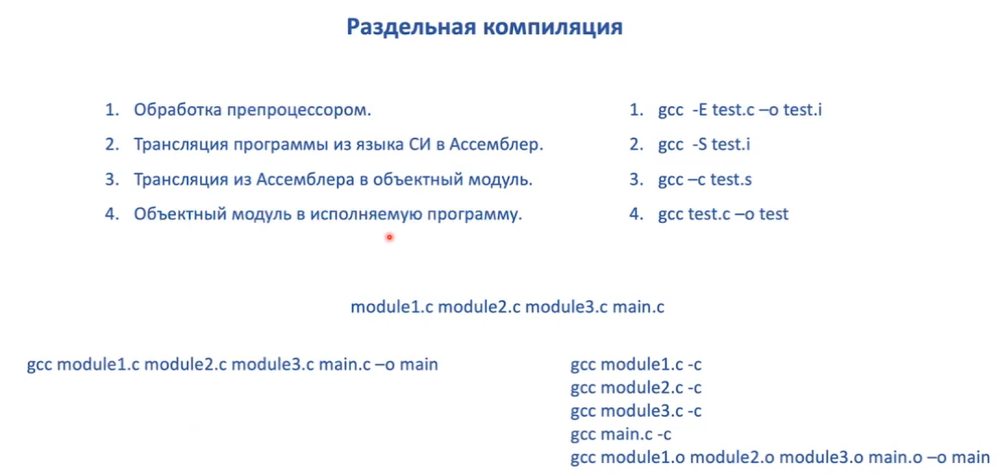 Раздельная компиляция
1. Обработка препроцессором.
2. Трансляция программы из языка СИ в Ассемблер.
3. Трансляция из Ассемблера в объектный модуль.
4. Объектный модуль в исполняемую программу.
1. gcc -E test.c –o test.i
2. gcc -S test.i
3. gcc –c test.s
4. gcc test.c –o test
module1.c module2.c module3.c main.c
gcc module1.c module2.c module3.c main.c –o main
gcc module1.c -c
gcc module2.c -c
gcc module3.c -c
gcc main.c -c
gcc module1.o module2.o module3.o main.o –o main